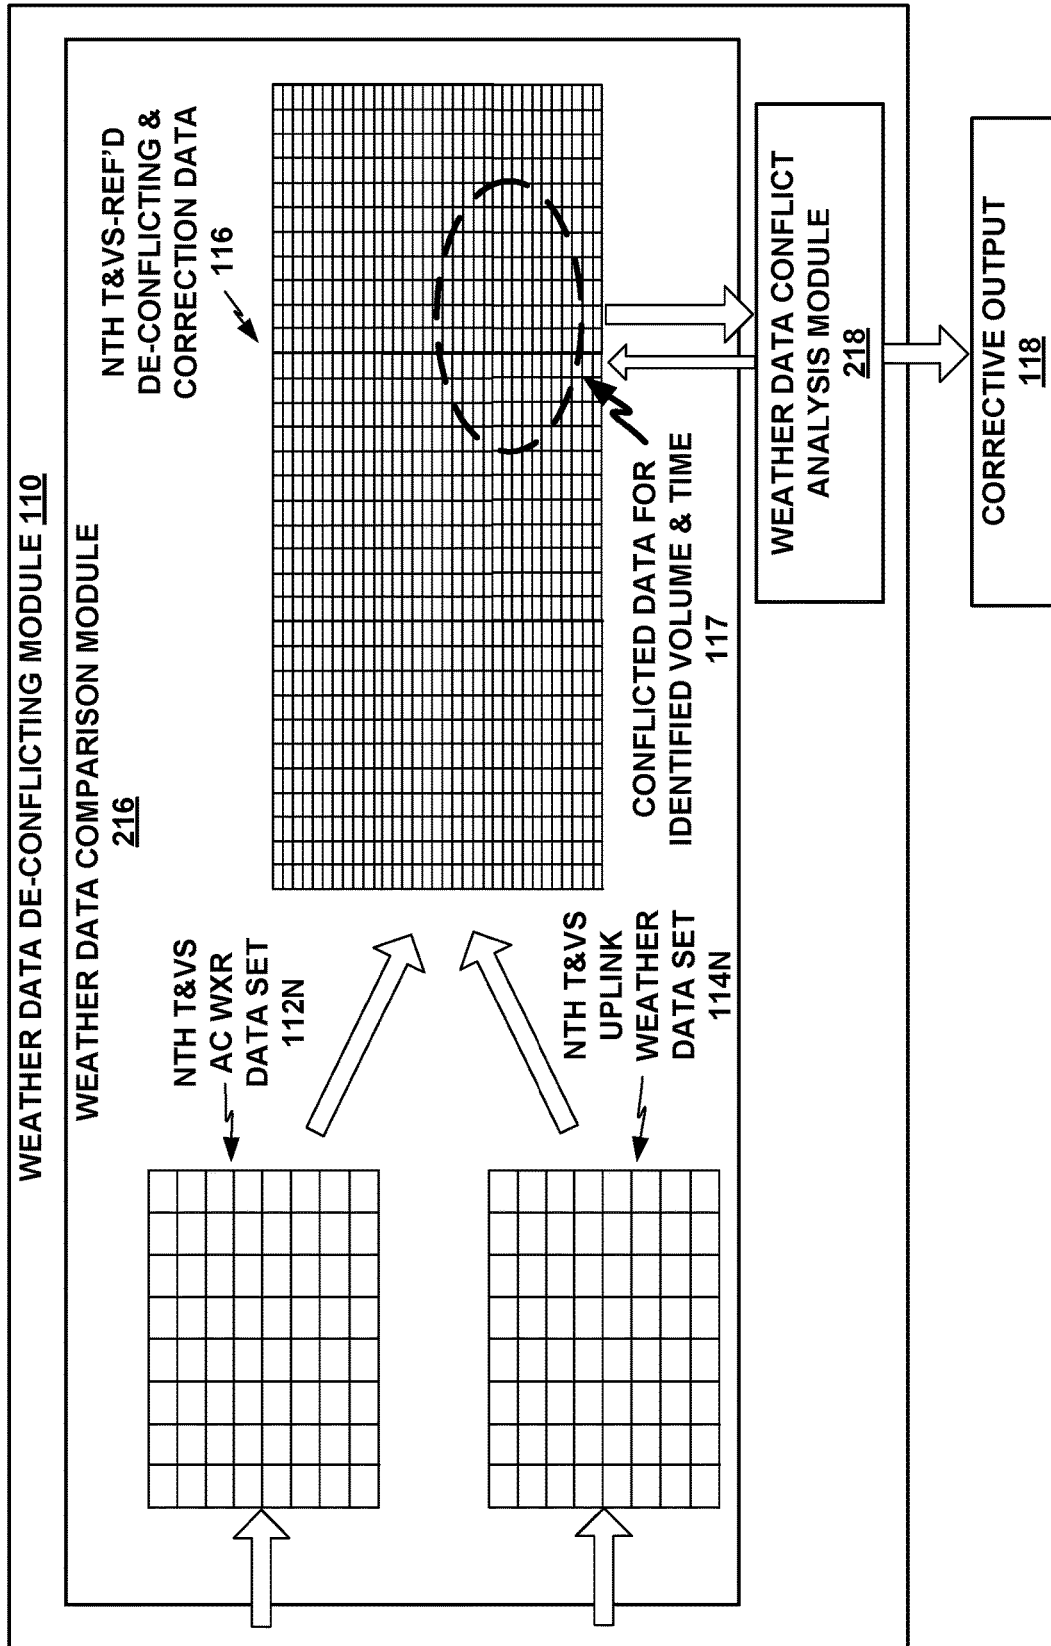 WEATHER DATA DE-CONFLICTING MODULE 110
WEATHER DATA COMPARISON MODULE
216
NTH T&VS
AC WXR
DATA SET
112N
NTH T&VS-REF'D
DE-CONFLICTING &
CORRECTION DATA
116
NTH T&VS
UPLINK
WEATHER
DATA SET
114N
CONFLICTED DATA FOR
IDENTIFIED VOLUME & TIME
117
WEATHER DATA CONFLICT
ANALYSIS MODULE
218
CORRECTIVE OUTPUT
118